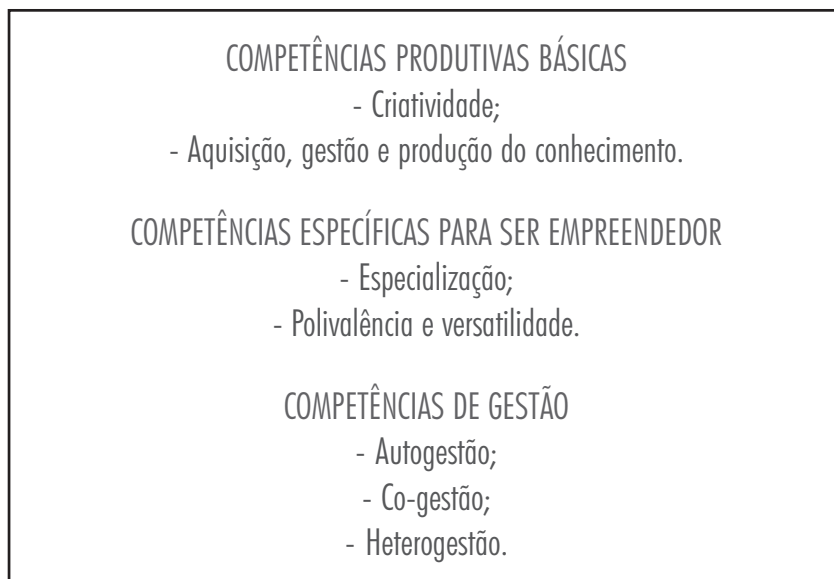 COMPETÊNCIAS PRODUTIVAS BÁSICAS
- Criatividade;
- Aquisição, gestão e produção do conhecimento.
COMPETÊNCIAS ESPECÍFICAS PARA SER EMPREENDEDOR
- Especialização;
- Polivalência e versatilidade.
COMPETÊNCIAS DE GESTÃO
- Autogestão;
- Co-gestão;
- Heterogestão.